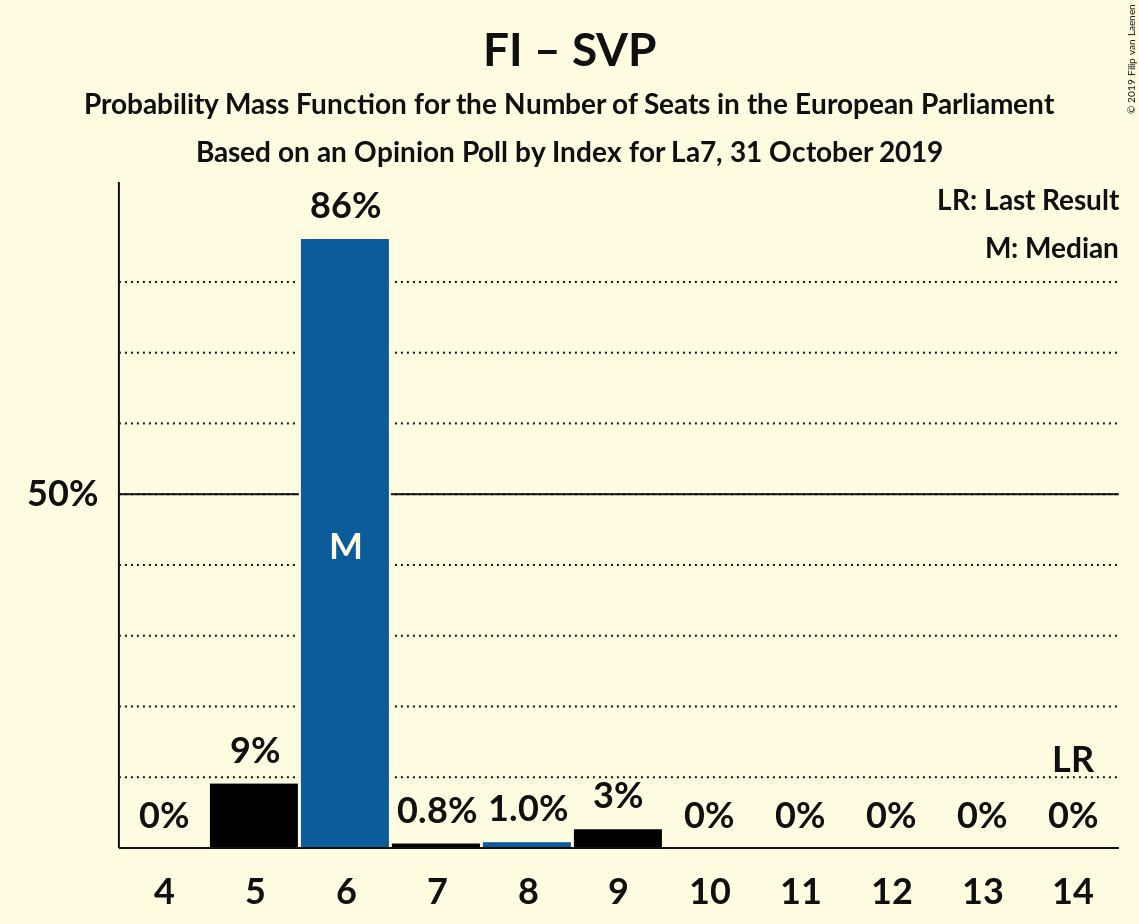 FI – SVP
Probability Mass Function for the Number of Seats in the European Parliament
Based on an Opinion Poll by Index for La7, 31 October 2019
© 2019 Filip van Laenen
LR: Last Result
M: Median
86%
50%
M
9%
0%
0.8%
1.0%
3%
0%
0%
0%
0%
LR
0%
4 5 6 7 8 9 10 11 12 13 14